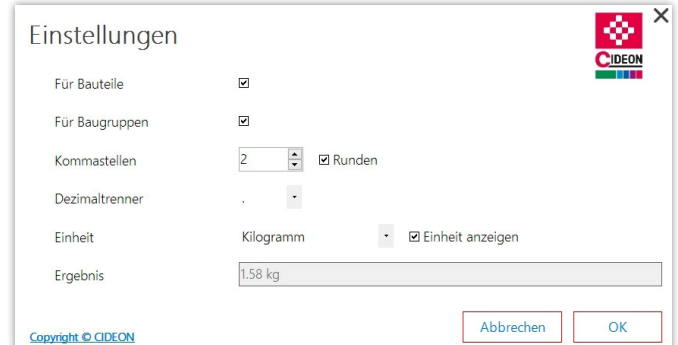 Einstellungen
CIDEON
Für Bauteile
Für Baugruppen
Kommastellen 2 Runden
Dezimaltrenner .
Einheit Kilogramm Einheit anzeigen
Ergebnis 1.58 kg
Abbrechen OK
Copyright © CIDEON